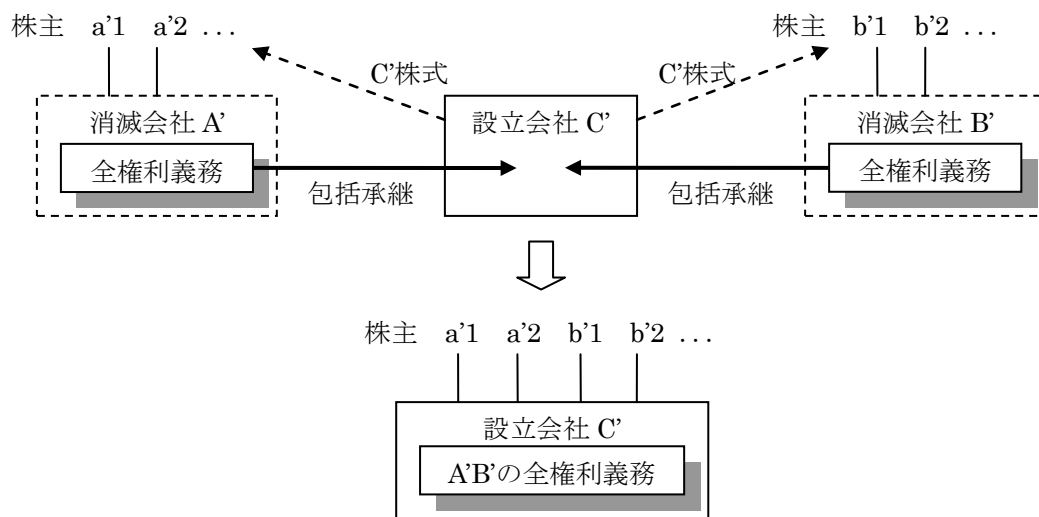 株主 a'1 a'2 ... 株主 b'1 b'2 ...
C'株式 C'株式
消滅会社 A' 設立会社 C' 消滅会社 B'
全権利義務 全権利義務
包括承継 包括承継
株主 a'1 a'2 b'1 b'2 ...
設立会社 C'
A'B'の全権利義務